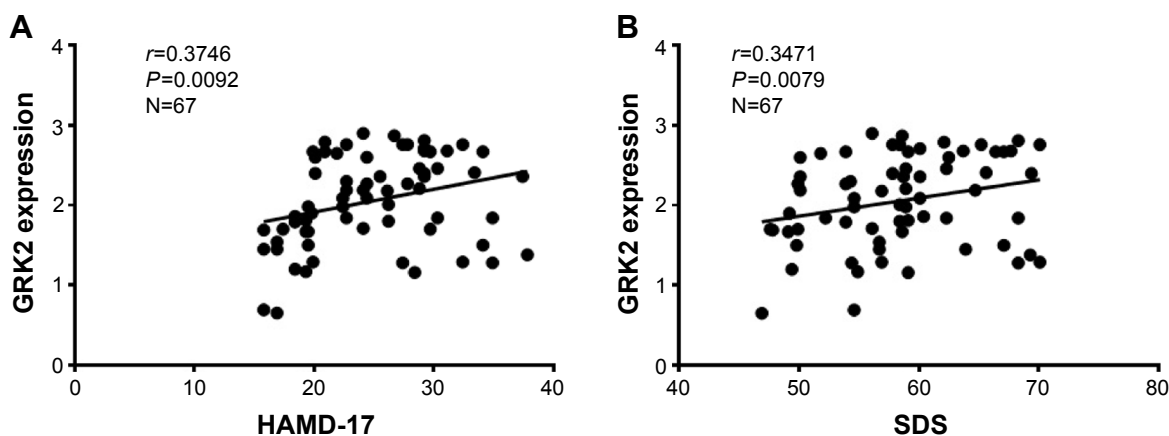 A
r=0.3746
P=0.0092
N=67
GRK2 expression
4
3
2
1
0
0 10 20 30 40
HAMD-17
B
r=0.3471
P=0.0079
N=67
GRK2 expression
4
3
2
1
0
40 50 60 70 80
SDS